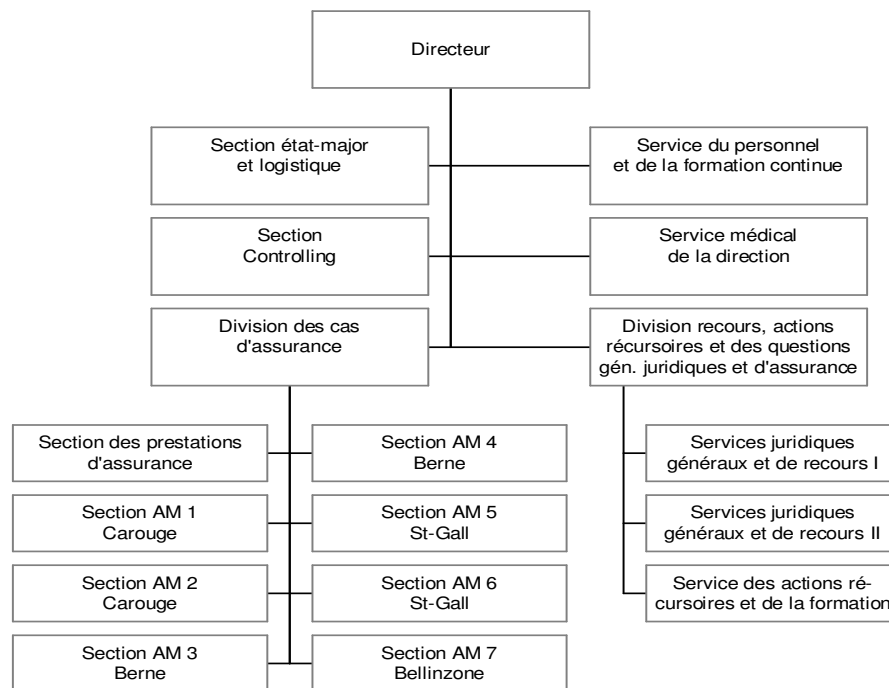 Directeur
Section état-major
et logistique
Service du personnel
et de la formation continue
Section
Controlling
Service médical
de la direction
Division des cas
d'assurance
Division recours, actions
récursoires et des questions
gén. juridiques et d'assurance
Section des prestations
d'assurance
Section AM 4
Berne
Services juridiques
généraux et de recours I
Section AM 1
Carouge
Section AM 5
St-Gall
Services juridiques
généraux et de recours II
Section AM 2
Carouge
Section AM 6
St-Gall
Service des actions ré-
cursoires et de la formation
Section AM 3
Berne
Section AM 7
Bellinzone